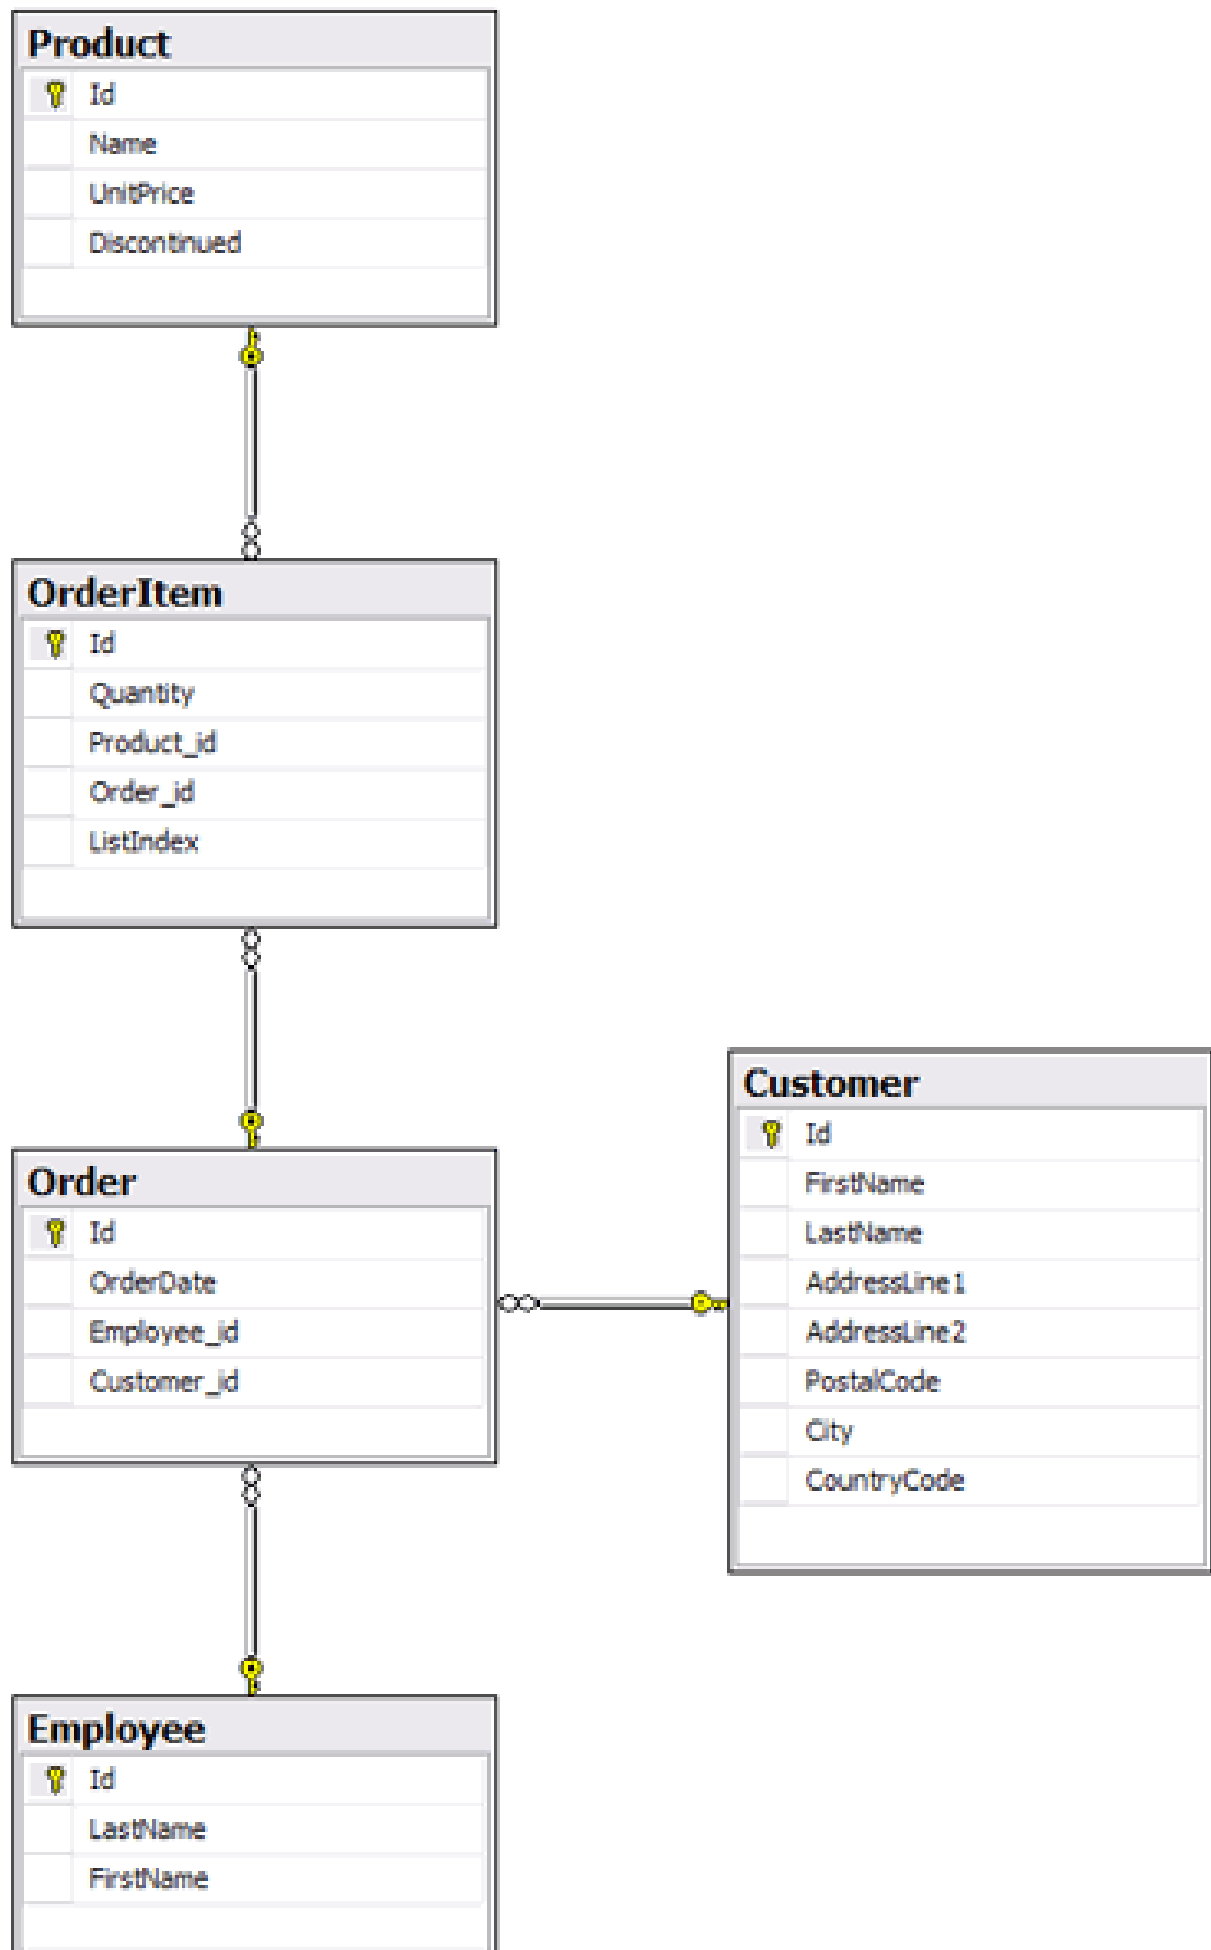 Product
Id
Name
UnitPrice
Discontinued
OrderItem
Id
Quantity
Product_id
Order_id
ListIndex
Order
Id
OrderDate
Employee_id
Customer_id
Customer
Id
FirstName
LastName
AddressLine1
AddressLine2
PostalCode
City
CountryCode
Employee
Id
LastName
FirstName